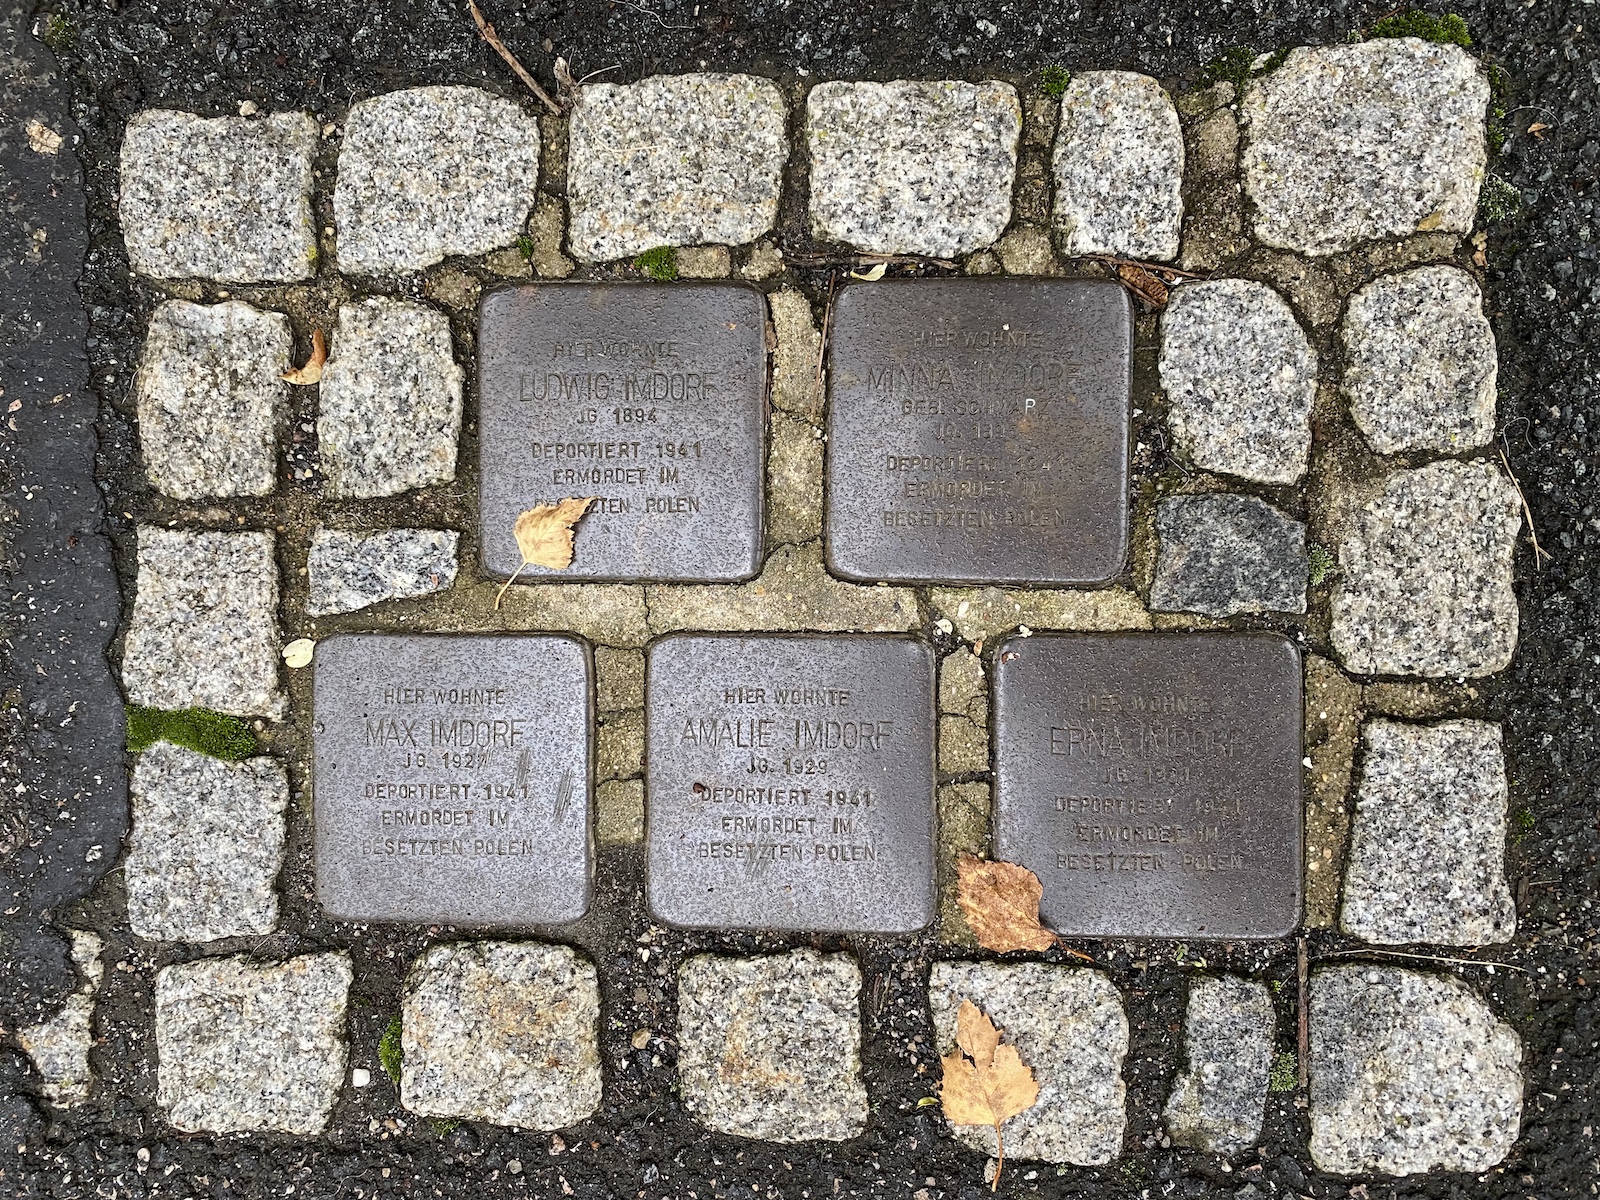 HIER WOHNTE
LUDWIG IMDORF
JG. 1894
DEPORTIERT 1941
ERMORDET IM
POLEN
HIER WOHNTE
MINNA IMDORF
GEB.
JG.
DEPORTIERT 1941
ERMORDET IM
BESETZTEN POLEN
HIER WOHNTE
MAX IMDORF
JG. 1927
DEPORTIERT 1941
ERMORDET IM
BESETZTEN POLEN
HIER WOHNTE
AMALIE IMDORF
JG. 1929
DEPORTIERT 1941
ERMORDET IM
BESETZTEN POLEN
HIER WOHNTE
ERNA IMDORF
JG.
DEPORTIERT 1941
ERMORDET IM
BESETZTEN POLEN